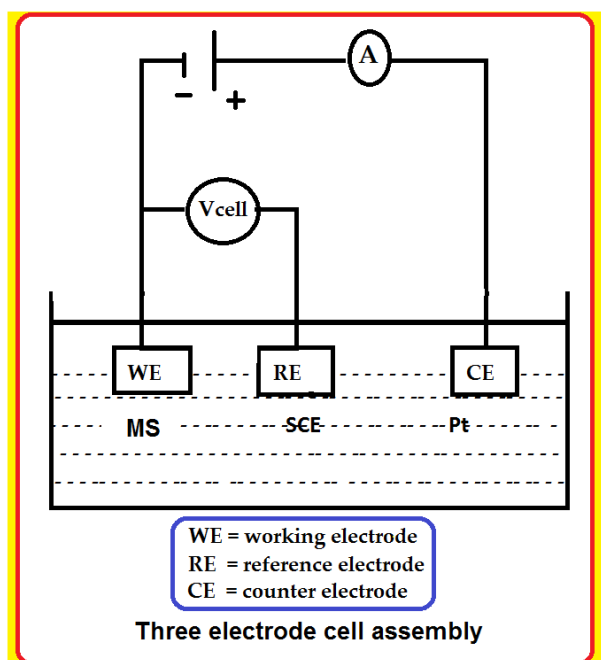 A
− +
Vcell
WE RE CE
MS SCE Pt
WE = working electrode
RE = reference electrode
CE = counter electrode
Three electrode cell assembly